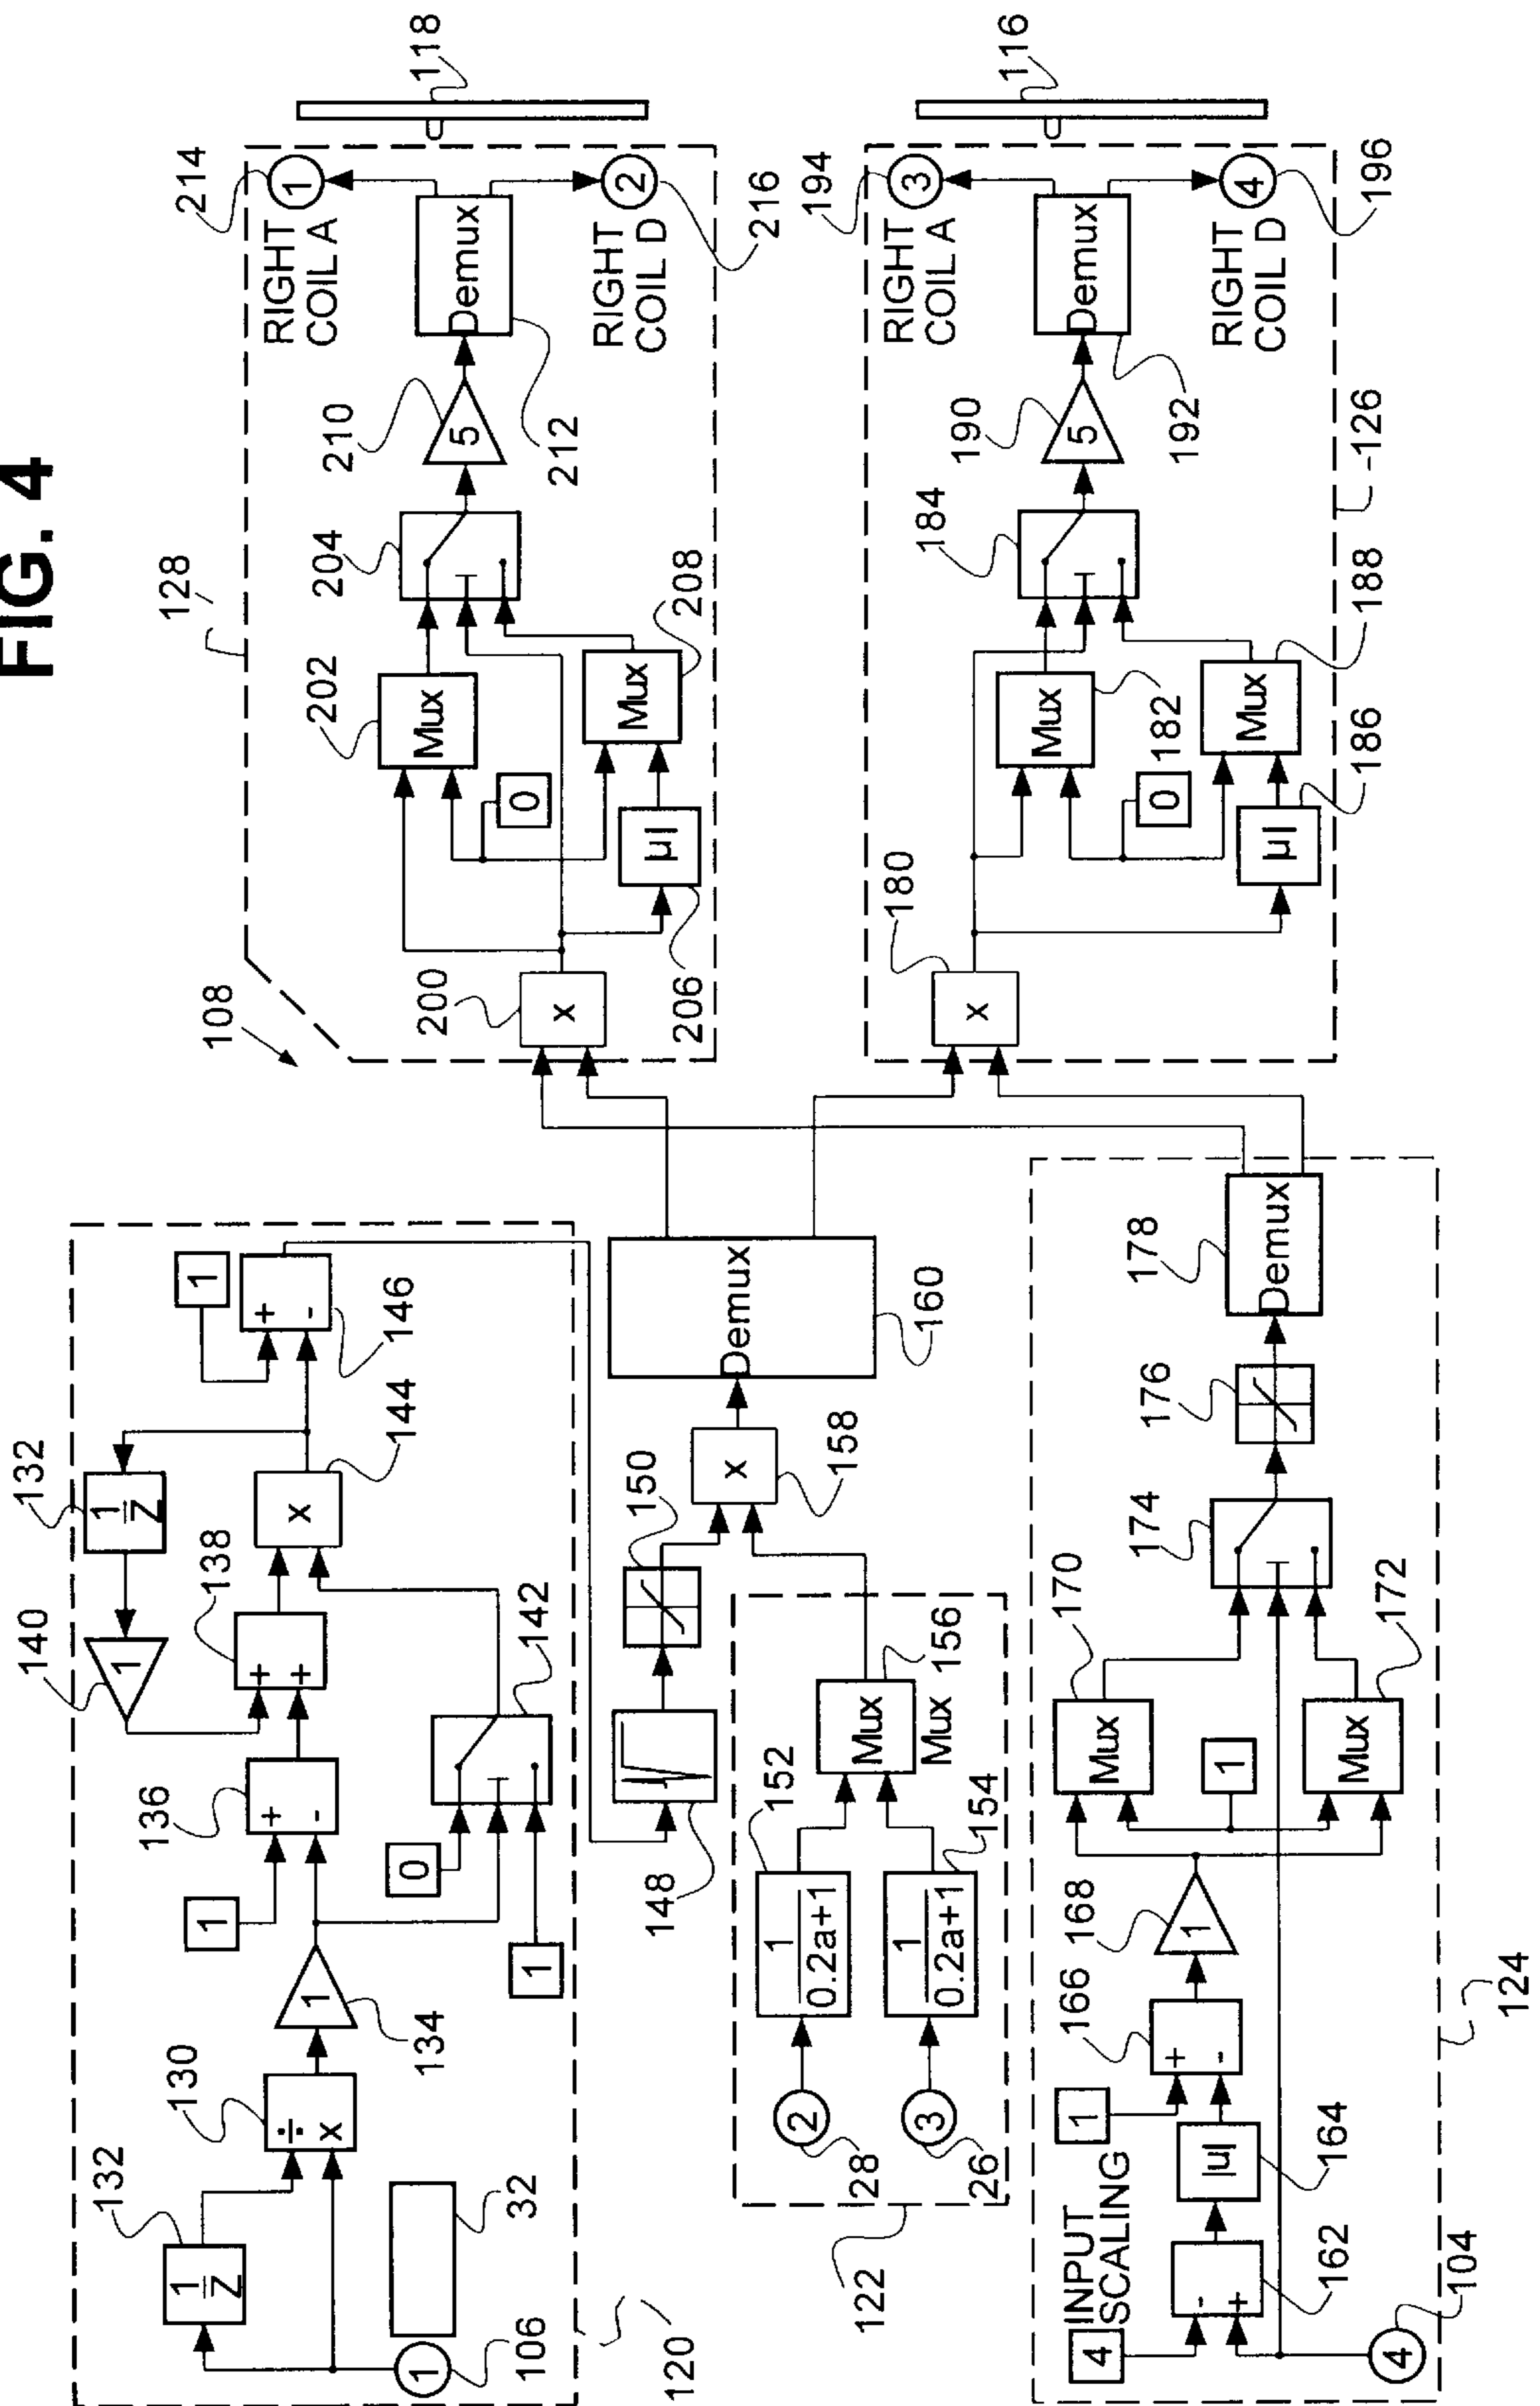 FIG. 4
108
120
132
1
Z
130
÷
x
134
1
1
136
+
-
138
+
+
140
1
132
1
Z
144
x
1
146
+
-
0
1
142
106
1
32
148
150
158
x
160
Demux
122
28
2
152
1
0.2a+1
26
3
154
1
0.2a+1
Mux
156
Mux
124
INPUT
SCALING
4
162
-
+
104
4
164
|u|
1
166
+
-
168
1
170
Mux
1
172
Mux
174
176
178
Demux
128
200
x
202
Mux
0
206
µ|
208
Mux
204
210
5
212
Demux
RIGHT
COIL A
214
1
RIGHT
COIL D
216
2
118
126
180
x
182
Mux
0
186
µ|
188
Mux
184
190
5
192
Demux
RIGHT
COIL A
194
3
RIGHT
COIL D
196
4
116